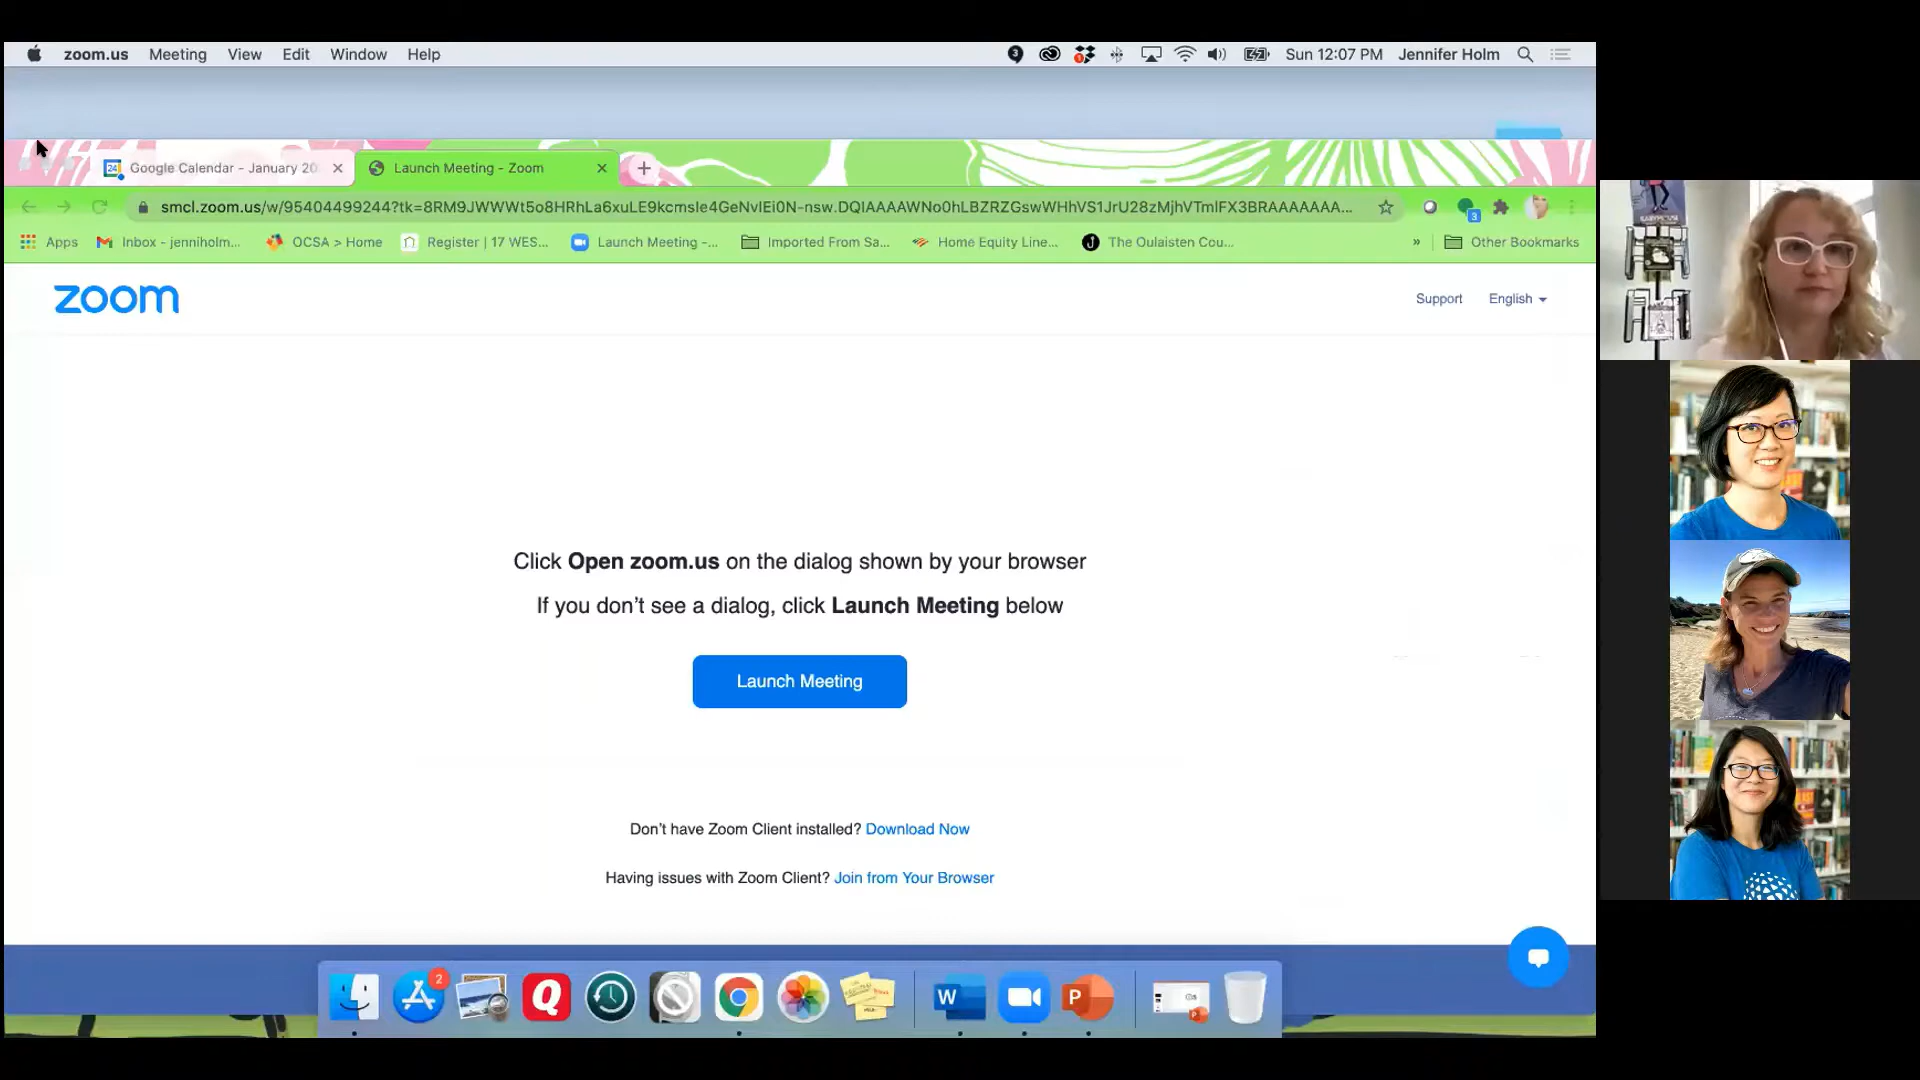 zoom.us Meeting View Edit Window Help
Sun 12:07 PM Jennifer Holm
Google Calendar - January 20
Launch Meeting - Zoom
smcl.zoom.us/w/95404499244?tk=
Apps Inbox - jenniholm... OCSA > Home Register | 17 WES... Launch Meeting -... Imported From Sa... Home Equity Line... The Oulaisten Cou... » Other Bookmarks
3
zoom
Support English
Click Open zoom.us on the dialog shown by your browser
If you don't see a dialog, click Launch Meeting below
Launch Meeting
Don't have Zoom Client installed? Download Now
Having issues with Zoom Client? Join from Your Browser
2
Q
W
P